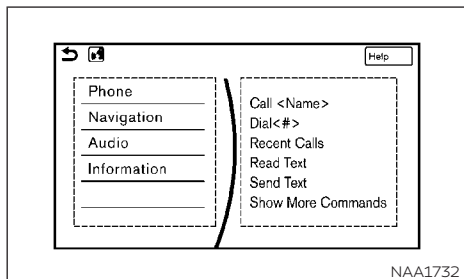 Help
Phone
Navigation
Audio
Information
Call <Name>
Dial<#>
Recent Calls
Read Text
Send Text
Show More Commands
NAA1732